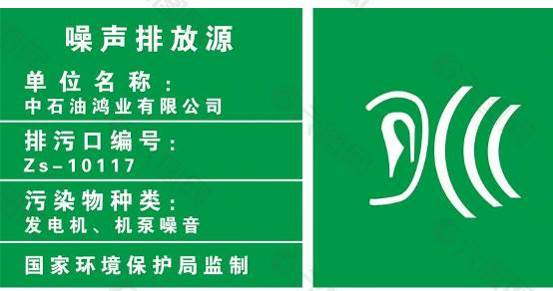 噪声排放源
单位名称：
中石油鸿业有限公司
排污口编号：
Zs-10117
污染物种类：
发电机、机泵噪音
国家环境保护局监制